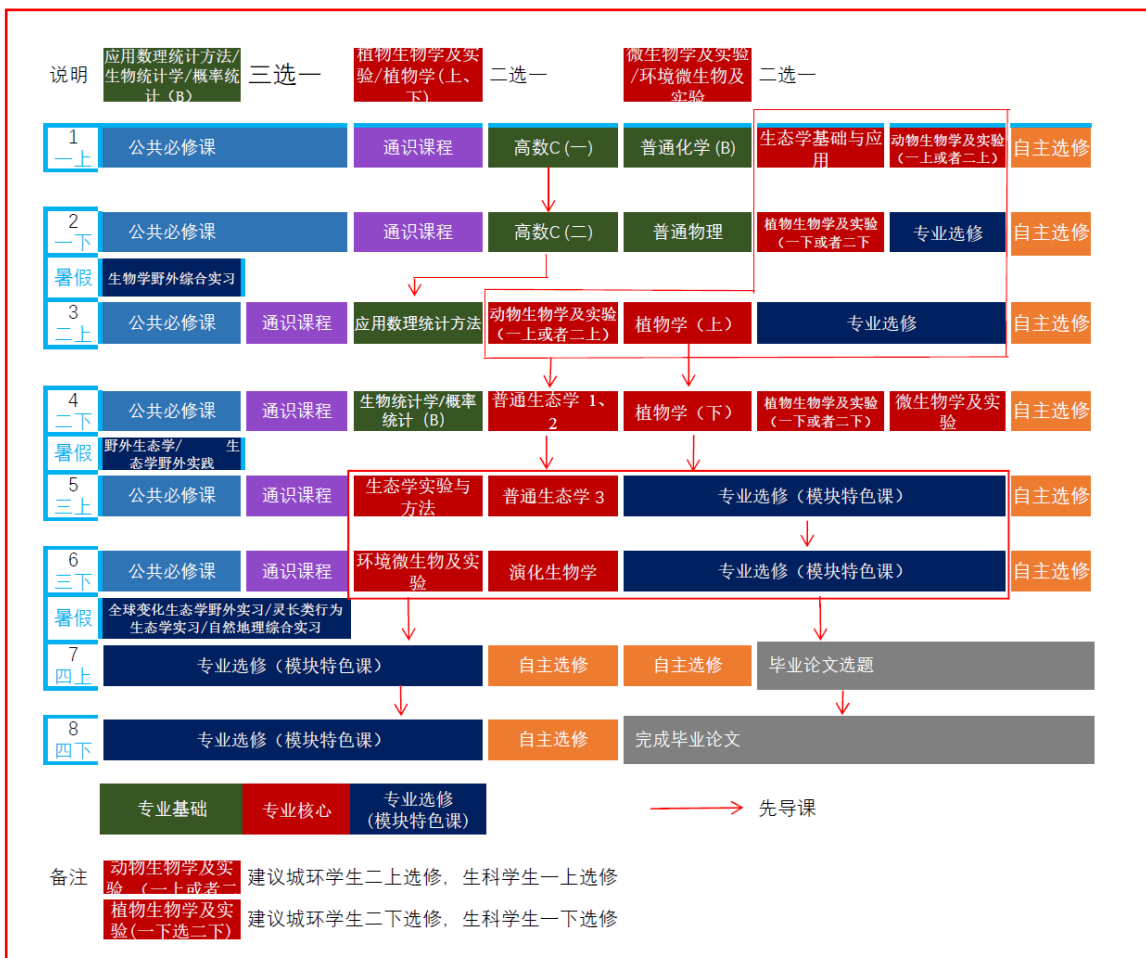 说明
应用数理统计方法/
生物统计学/概率统
计（B）
三选一
植物生物学及实
验/植物学(上、
下)
二选一
微生物学及实验
/环境微生物及
实验
二选一
1
一上
公共必修课
通识课程
高数C (一)
普通化学 (B)
生态学基础与应
用
动物生物学及实验
（一上或者二上）
自主选修
2
一下
公共必修课
通识课程
高数C (二)
普通物理
植物生物学及实验
（一下或者二下
专业选修
自主选修
暑假
生物学野外综合实习
3
二上
公共必修课
通识课程
应用数理统计方法
动物生物学及实验
（一上或者二上）
植物学（上）
专业选修
自主选修
4
二下
公共必修课
通识课程
生物统计学/概率
统计（B）
普通生态学 1、
2
植物学（下）
植物生物学及实验
（一下或者二下）
微生物学及实
验
自主选修
暑假
野外生态学/ 生
态学野外实践
5
三上
公共必修课
通识课程
生态学实验与
方法
普通生态学 3
专业选修（模块特色课）
自主选修
6
三下
公共必修课
通识课程
环境微生物及实
验
演化生物学
专业选修（模块特色课）
自主选修
暑假
全球变化生态学野外实习/灵长类行为
生态学实习/自然地理综合实习
7
四上
专业选修（模块特色课）
自主选修
自主选修
毕业论文选题
8
四下
专业选修（模块特色课）
自主选修
完成毕业论文
专业基础
专业核心
专业选修
(模块特色课)
先导课
备注
动物生物学及实
验 （一上或者二
建议城环学生二上选修，生科学生一上选修
植物生物学及实
验(一下选二下)
建议城环学生二下选修，生科学生一下选修